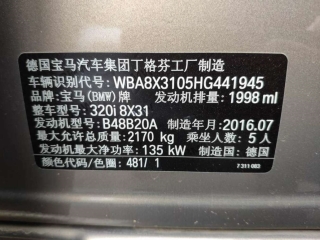 德国宝马汽车集团丁格芬工厂制造
车辆识别代号: WBA8X3105HG441945
品牌: 宝马(BMW)牌 发动机排量: 1998 ml
整车型号: 320i 8X31
发动机型号: B48B20A 制造年月: 2016.07
最大允许总质量: 2170 kg 乘坐人数: 5人
发动机最大净功率: 135 kW 制造国: 德国
颜色代码/色圈: 481/ 1
7 311 083